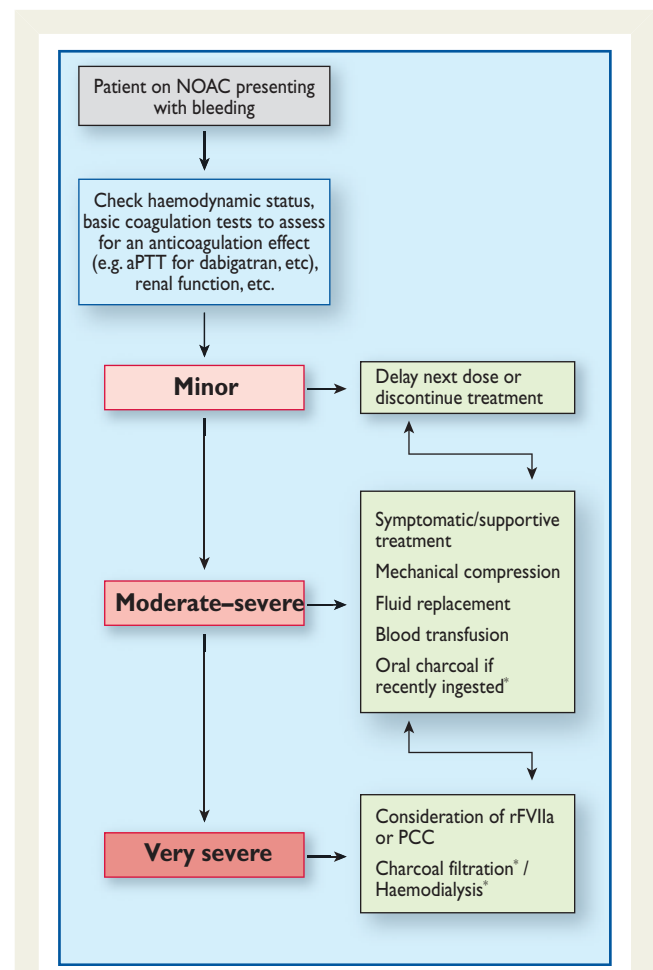 Patient on NOAC presenting
with bleeding
Check haemodynamic status,
basic coagulation tests to assess
for an anticoagulation effect
(e.g. aPTT for dabigatran, etc),
renal function, etc.
Minor
Delay next dose or
discontinue treatment
Moderate–severe
Symptomatic/supportive
treatment
Mechanical compression
Fluid replacement
Blood transfusion
Oral charcoal if
recently ingested*
Very severe
Consideration of rFVIIa
or PCC
Charcoal filtration* /
Haemodialysis*